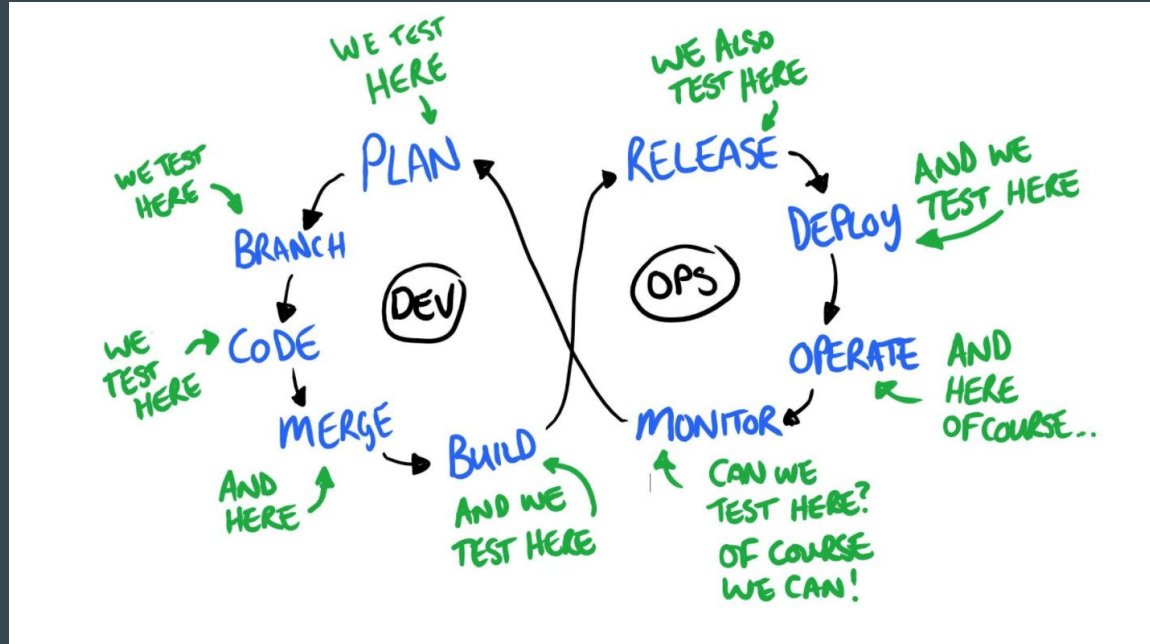 WE TEST
HERE
PLAN
WE TEST
HERE
BRANCH
WE
TEST
HERE
CODE
AND
HERE
MERGE
BUILD
AND WE
TEST HERE
DEV
WE ALSO
TEST HERE
RELEASE
AND WE
TEST HERE
DEPLOY
OPS
OPERATE
AND
HERE
OFCOURSE..
MONITOR
CAN WE
TEST HERE?
OF COURSE
WE CAN!